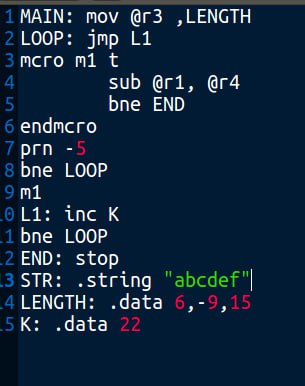 1 MAIN: mov @r3 ,LENGTH
2 LOOP: jmp L1
3 mcro m1 t
4 sub @r1, @r4
5 bne END
6 endmcro
7 prn -5
8 bne LOOP
9 m1
10 L1: inc K
11 bne LOOP
12 END: stop
13 STR: .string "abcdef"
14 LENGTH: .data 6,-9,15
15 K: .data 22